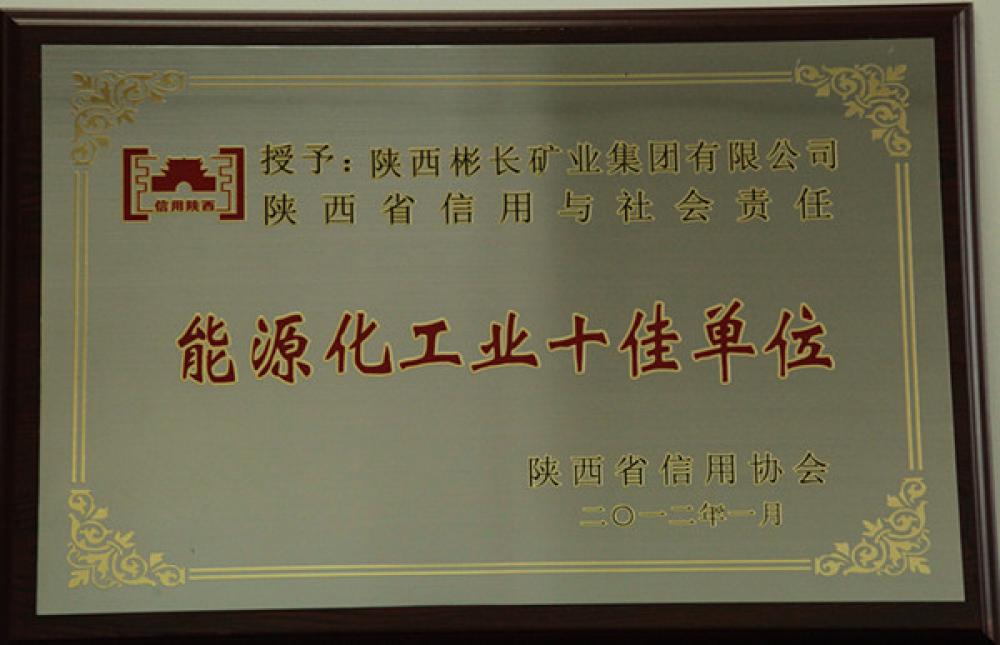 授予：陕西彬长矿业集团有限公司
信用陕西
陕西省信用与社会责任
能源化工业十佳单位
陕西省信用协会
二〇一二年一月